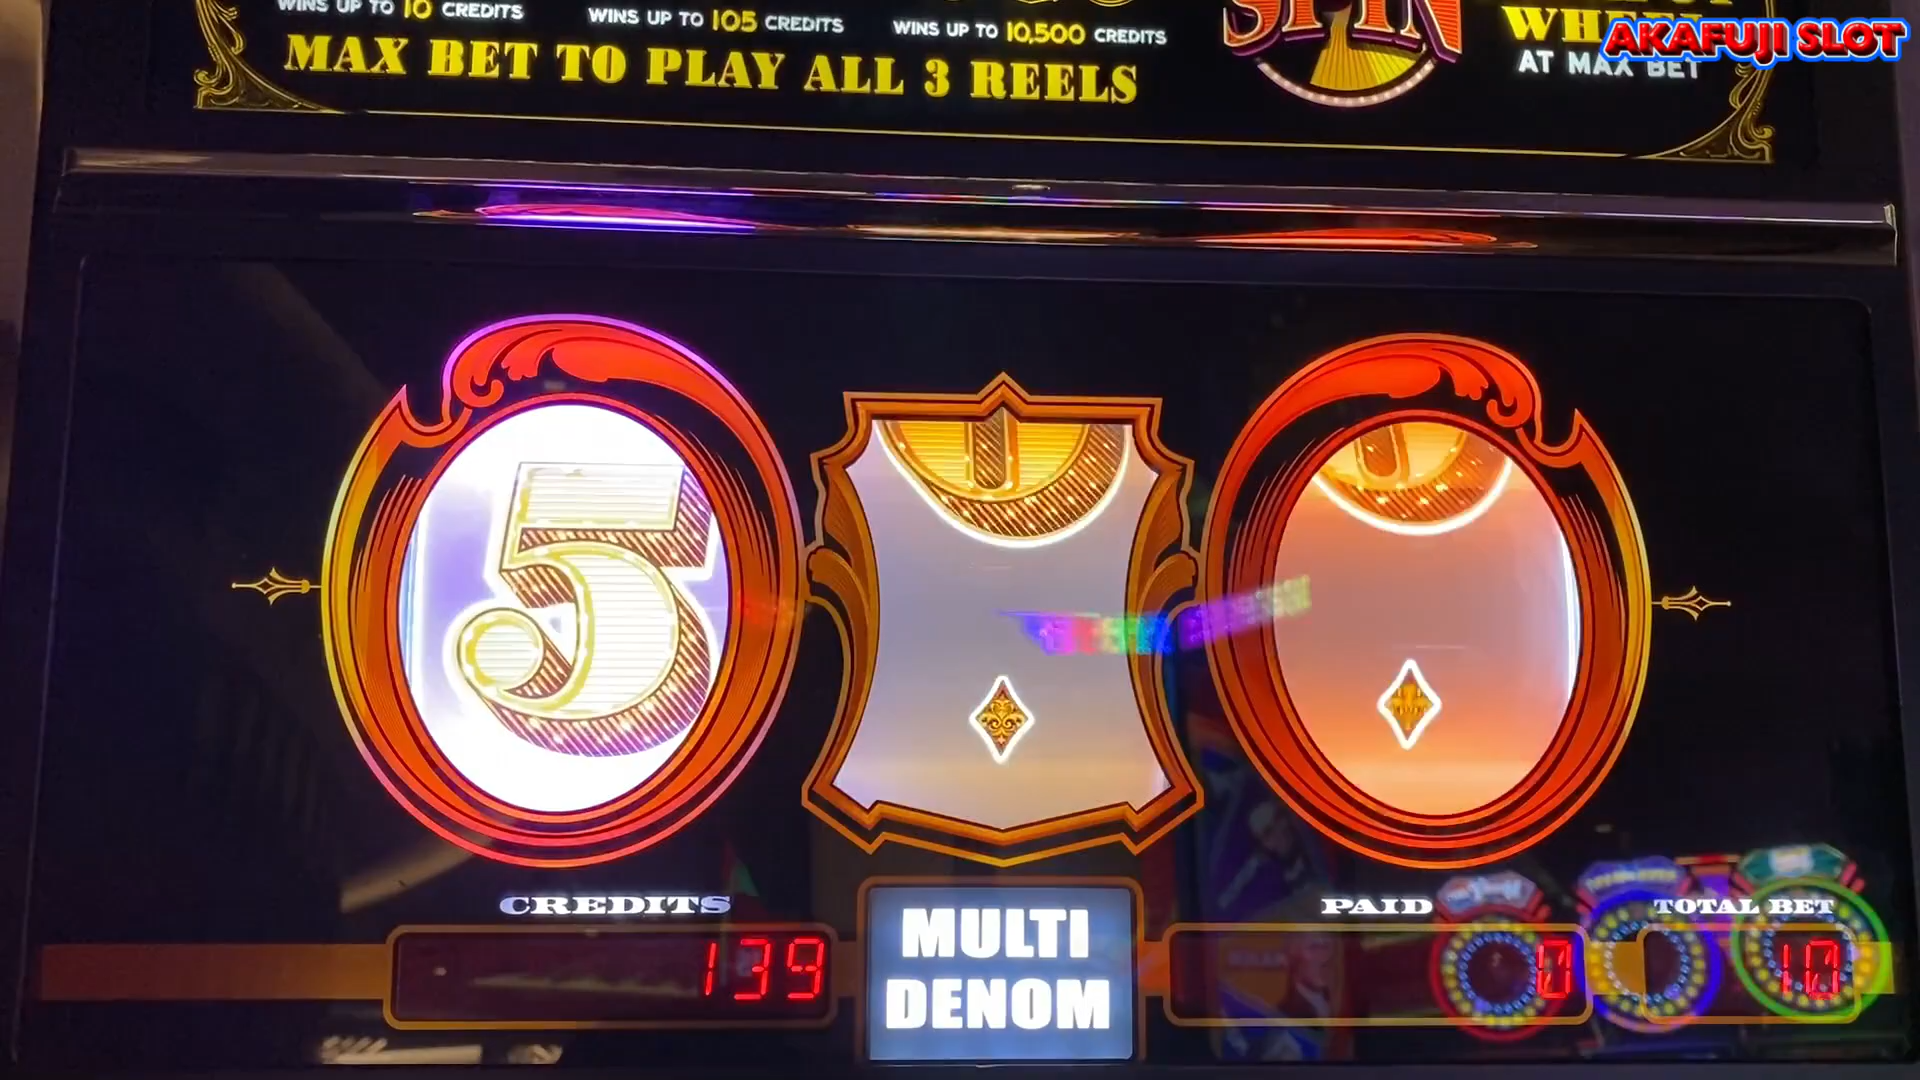 WINS UP TO 10 CREDITS
WINS UP TO 105 CREDITS
WINS UP TO 10,500 CREDITS
MAX BET TO PLAY ALL 3 REELS
SPIN
AT MAX BET
AKAFUJI SLOT
5
CREDITS
139
MULTI
DENOM
PAID
0
TOTAL BET
10